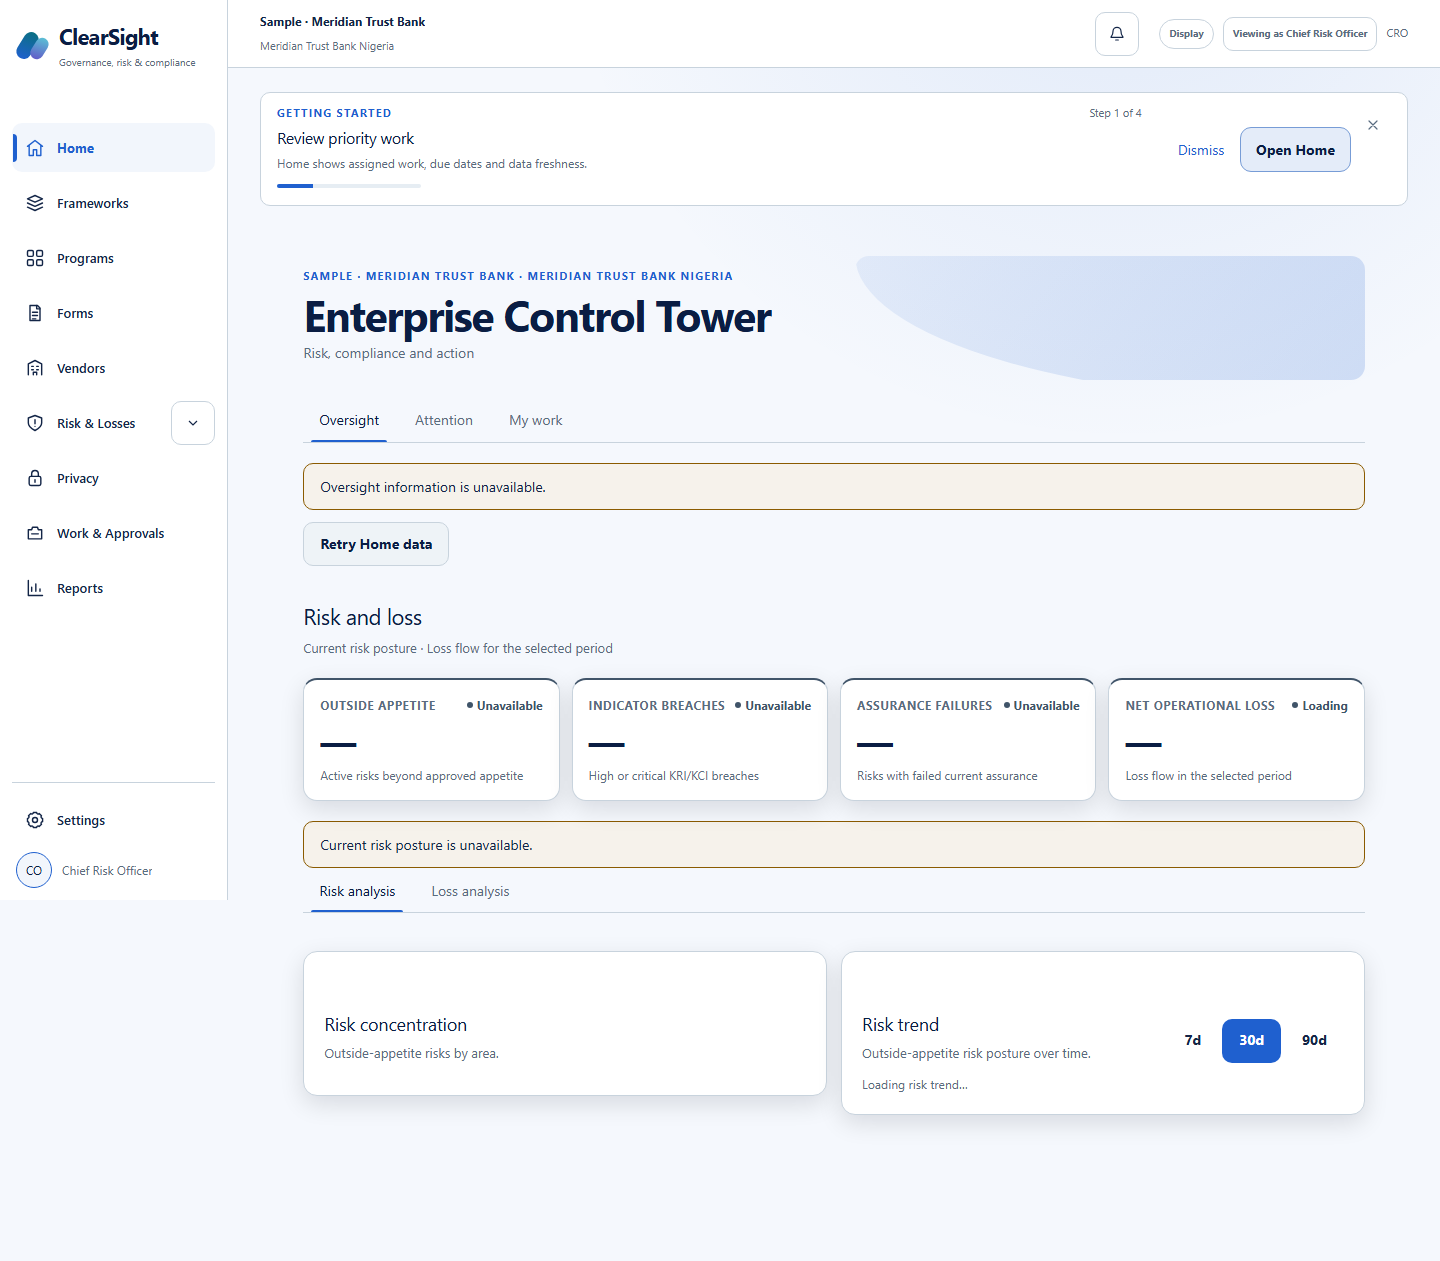 ClearSight
Governance, risk & compliance
Home
Frameworks
Programs
Forms
Vendors
Risk & Losses
Privacy
Work & Approvals
Reports
Settings
CO
Chief Risk Officer
Sample · Meridian Trust Bank
Meridian Trust Bank Nigeria
Display
Viewing as Chief Risk Officer
CRO
GETTING STARTED
Step 1 of 4
Review priority work
Home shows assigned work, due dates and data freshness.
Dismiss
Open Home
SAMPLE · MERIDIAN TRUST BANK · MERIDIAN TRUST BANK NIGERIA
Enterprise Control Tower
Risk, compliance and action
Oversight
Attention
My work
Oversight information is unavailable.
Retry Home data
Risk and loss
Current risk posture · Loss flow for the selected period
OUTSIDE APPETITE
Unavailable
—
Active risks beyond approved appetite
INDICATOR BREACHES
Unavailable
—
High or critical KRI/KCI breaches
ASSURANCE FAILURES
Unavailable
—
Risks with failed current assurance
NET OPERATIONAL LOSS
Loading
—
Loss flow in the selected period
Current risk posture is unavailable.
Risk analysis
Loss analysis
Risk concentration
Outside-appetite risks by area.
Risk trend
Outside-appetite risk posture over time.
7d
30d
90d
Loading risk trend...